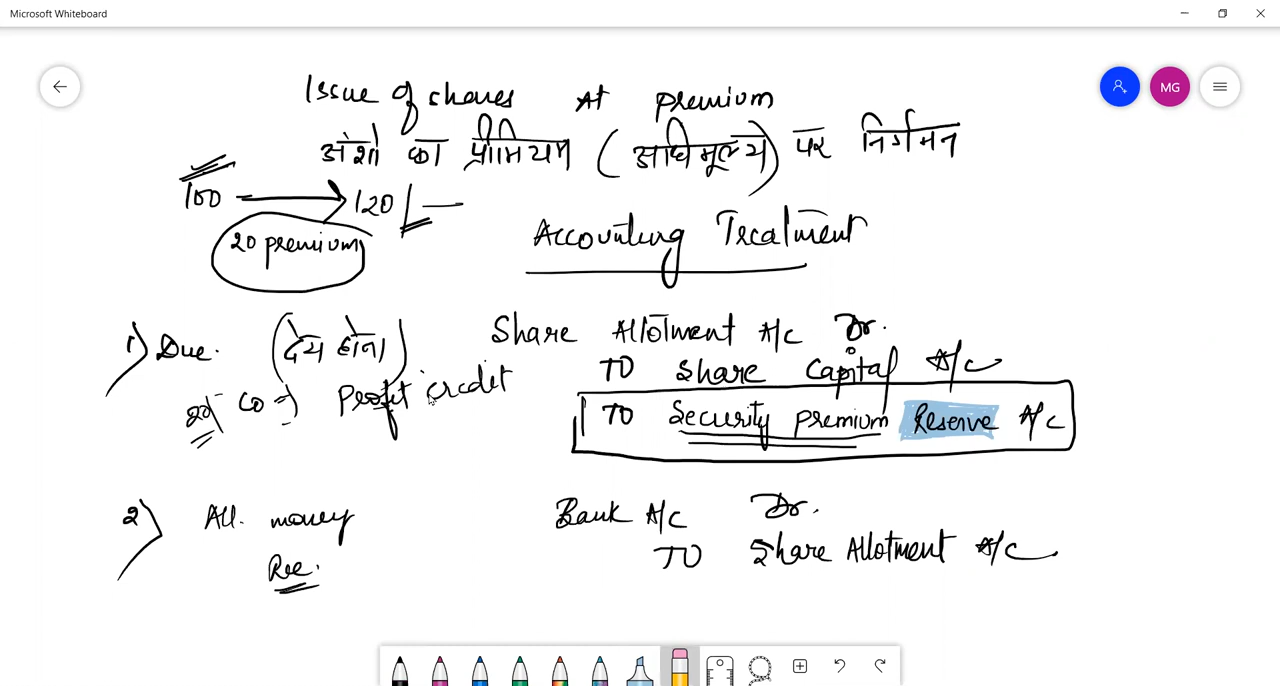 Microsoft Whiteboard
MG
Issue of shares At premium
अंशो का प्रीमियम (अधिमूल्य) पर निर्गमन
100 → 120/—
20 premium
Accounting Treatment
1) Due. (देय होना) Share Allotment A/c Dr.
TO Share Capital A/c
20/- Co =) Profit credit
TO Security premium Reserve A/c
2) All. money Bank A/c Dr.
Rec. TO Share Allotment A/c